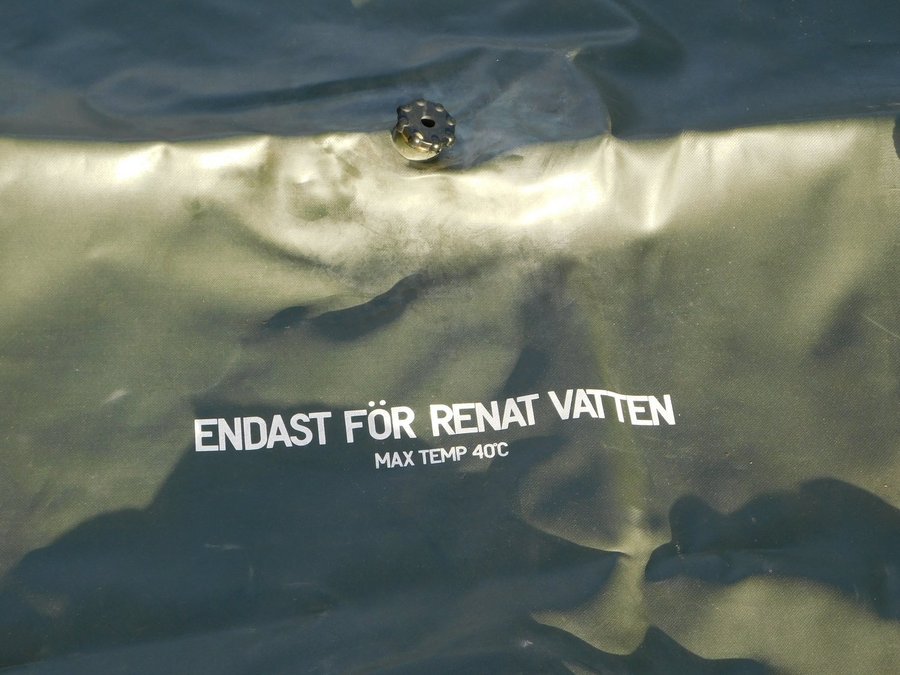 ENDAST FÖR RENAT VATTEN
MAX TEMP 40°C